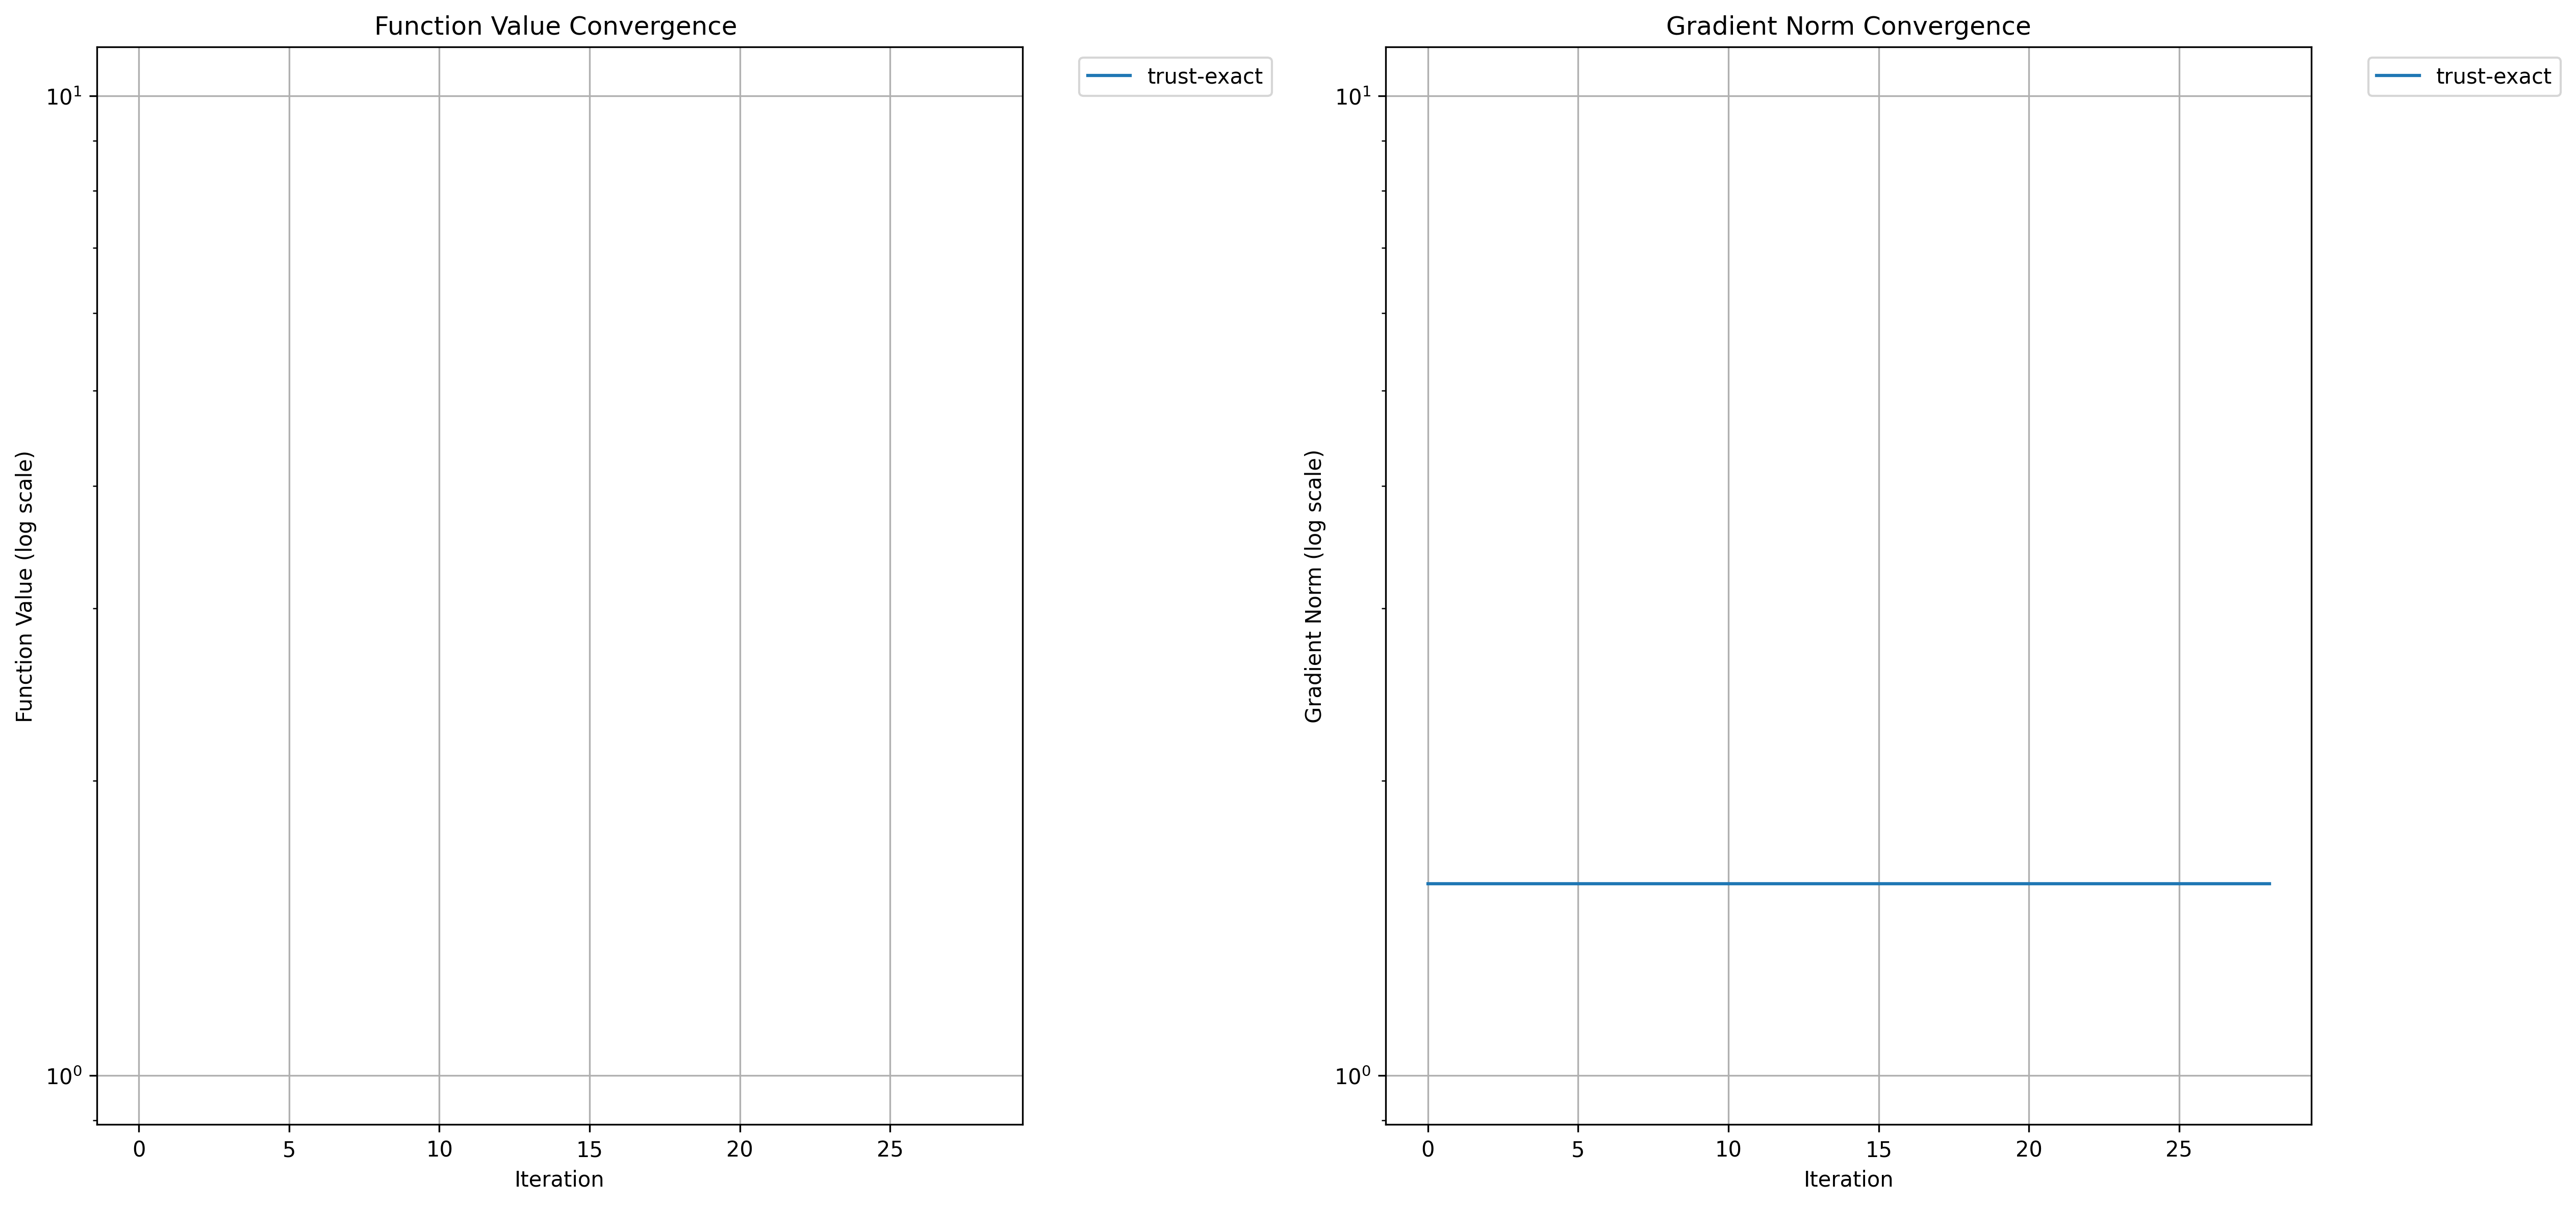 Function Value Convergence
trust-exact
Function Value (log scale)
10¹
10⁰
0 5 10 15 20 25
Iteration
Gradient Norm Convergence
trust-exact
Gradient Norm (log scale)
10¹
10⁰
0 5 10 15 20 25
Iteration